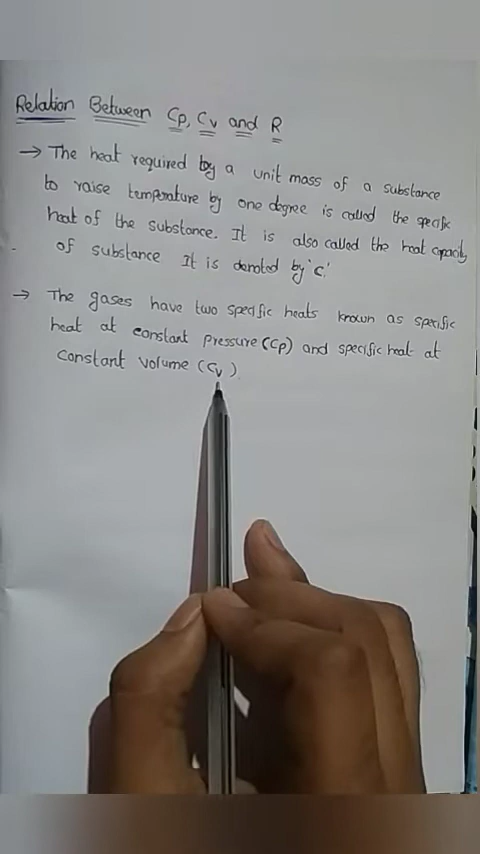 Relation Between Cp, Cv and R
→ The heat required by a unit mass of a substance
to raise temperature by one degree is called the specific
heat of the substance. It is also called the heat capacity
of substance It is denoted by 'c'.
→ The gases have two specific heats known as specific
heat at constant pressure (Cp) and specific heat at
constant volume (Cv).